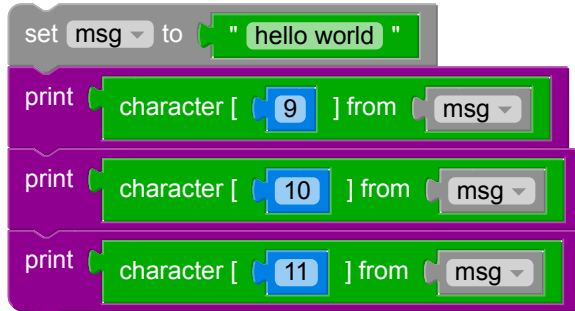 set msg to " hello world "
print character [ 9 ] from msg
print character [ 10 ] from msg
print character [ 11 ] from msg